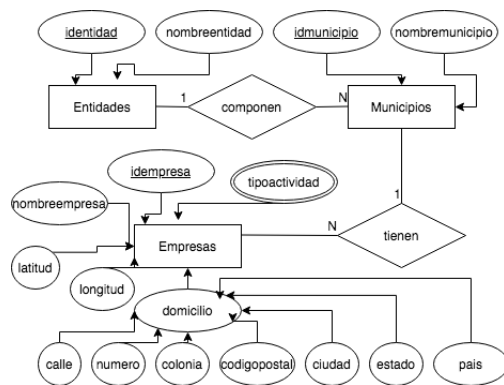 identidad
nombreentidad
idmunicipio
nombremunicipio
Entidades
1
componen
N
Municipios
idempresa
tipoactividad
nombreempresa
1
Empresas
N
tienen
latitud
longitud
domicilio
calle
numero
colonia
codigopostal
ciudad
estado
pais